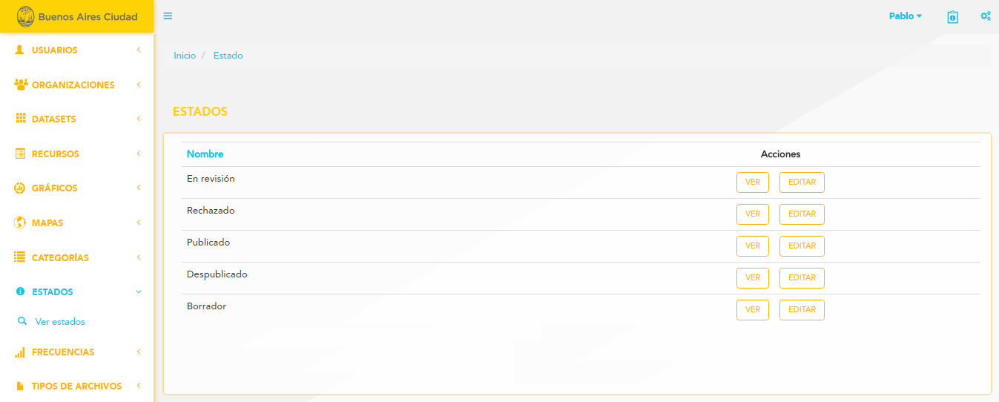 Buenos Aires Ciudad
Pablo
USUARIOS
ORGANIZACIONES
DATASETS
RECURSOS
GRÁFICOS
MAPAS
CATEGORÍAS
ESTADOS
Ver estados
FRECUENCIAS
TIPOS DE ARCHIVOS
Inicio / Estado
ESTADOS
Nombre Acciones
En revisión VER EDITAR
Rechazado VER EDITAR
Publicado VER EDITAR
Despublicado VER EDITAR
Borrador VER EDITAR